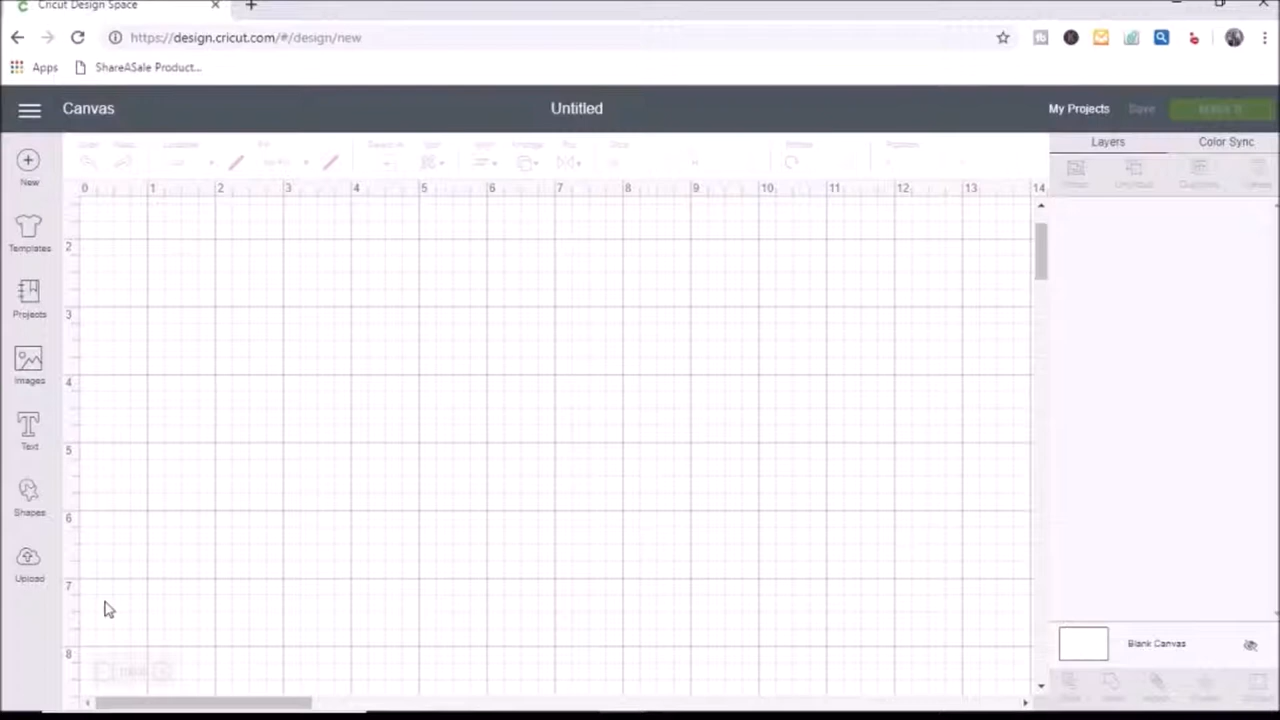 Cricut Design Space
https://design.cricut.com/#/design/new
Apps
ShareASale Product...
Canvas
Untitled
My Projects
Save
Layers
Color Sync
0 1 2 3 4 5 6 7 8 9 10 11 12 13 14
New
Templates
Projects
Images
Text
Shapes
Upload
2
3
4
5
6
7
8
Blank Canvas